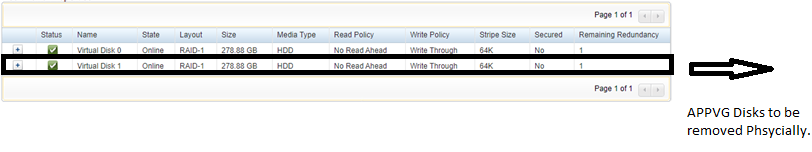 Page 1 of 1
Status Name State Layout Size Media Type Read Policy Write Policy Stripe Size Secured Remaining Redundancy
Virtual Disk 0 Online RAID-1 278.88 GB HDD No Read Ahead Write Through 64K No 1
Virtual Disk 1 Online RAID-1 278.88 GB HDD No Read Ahead Write Through 64K No 1
Page 1 of 1
APPVG Disks to be
removed Phsycially.